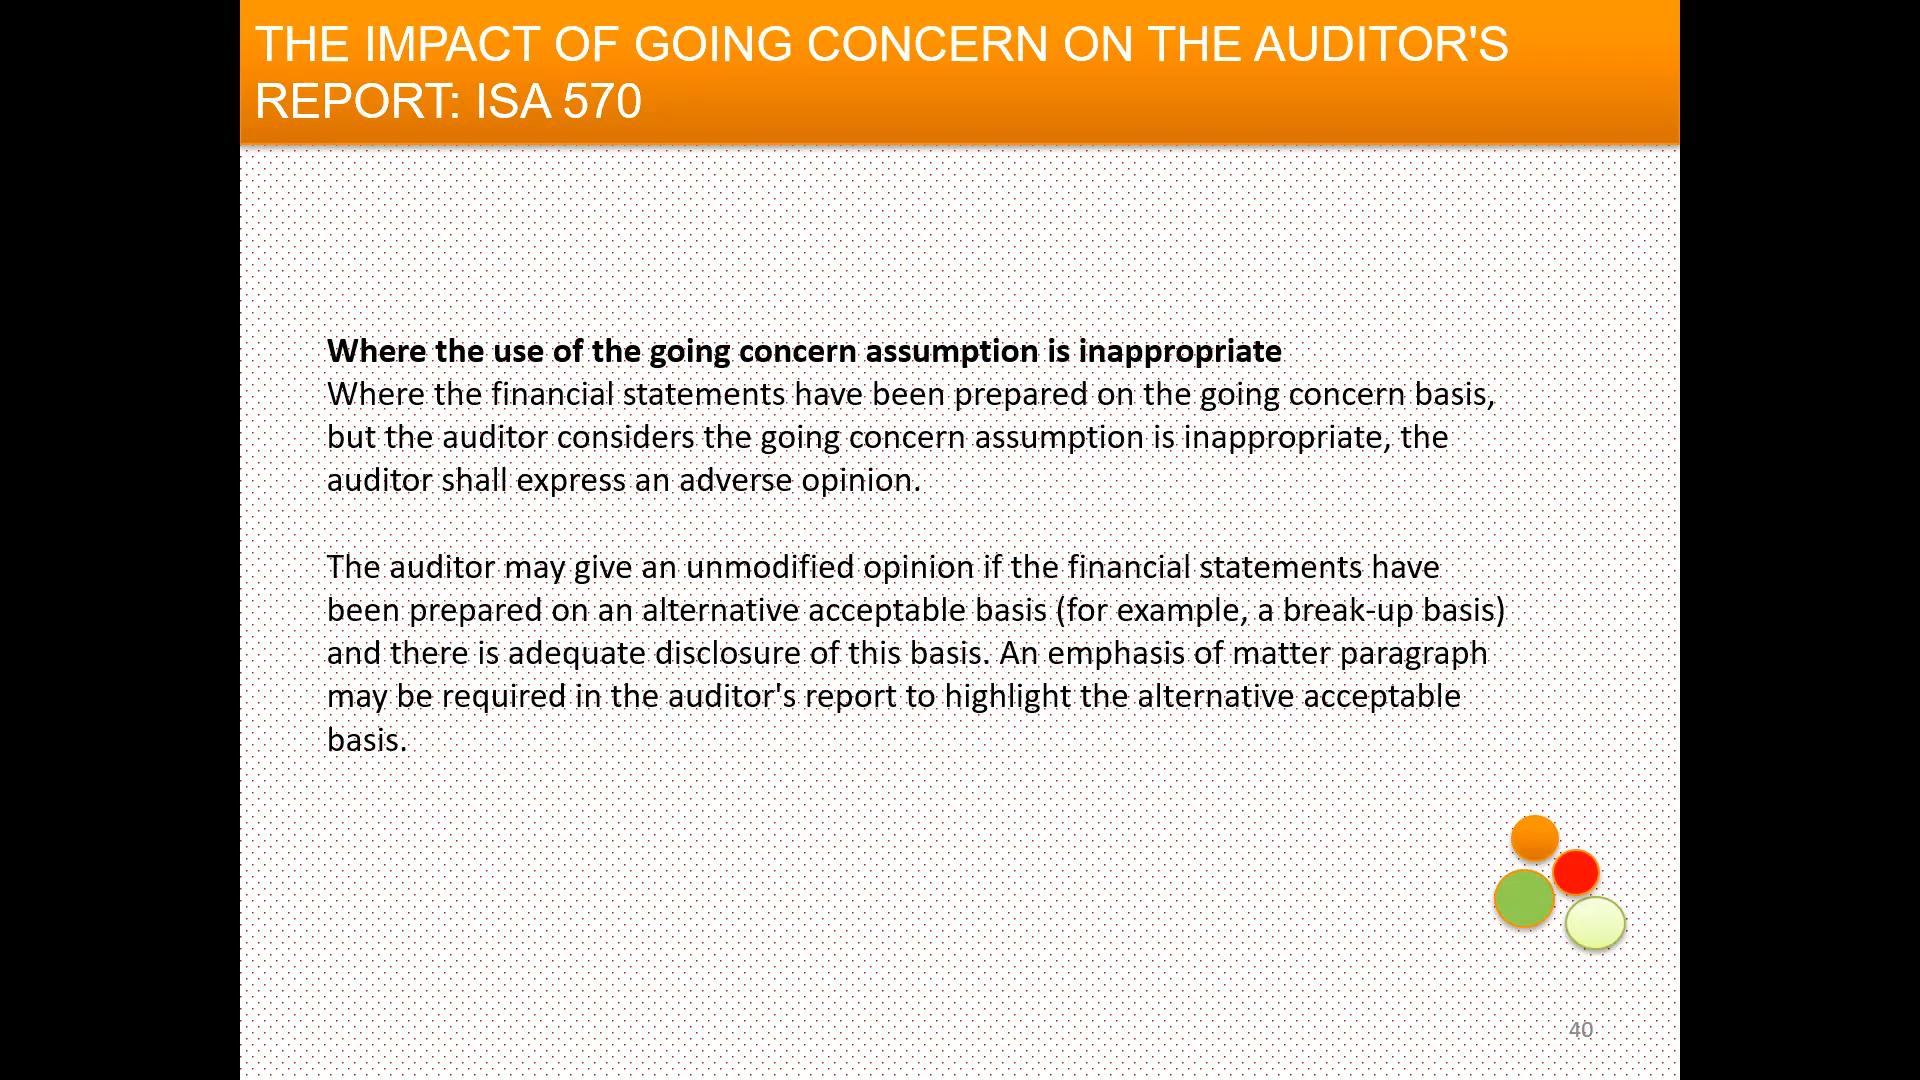 THE IMPACT OF GOING CONCERN ON THE AUDITOR'S
REPORT: ISA 570
Where the use of the going concern assumption is inappropriate
Where the financial statements have been prepared on the going concern basis,
but the auditor considers the going concern assumption is inappropriate, the
auditor shall express an adverse opinion.
The auditor may give an unmodified opinion if the financial statements have
been prepared on an alternative acceptable basis (for example, a break-up basis)
and there is adequate disclosure of this basis. An emphasis of matter paragraph
may be required in the auditor's report to highlight the alternative acceptable
basis.
40